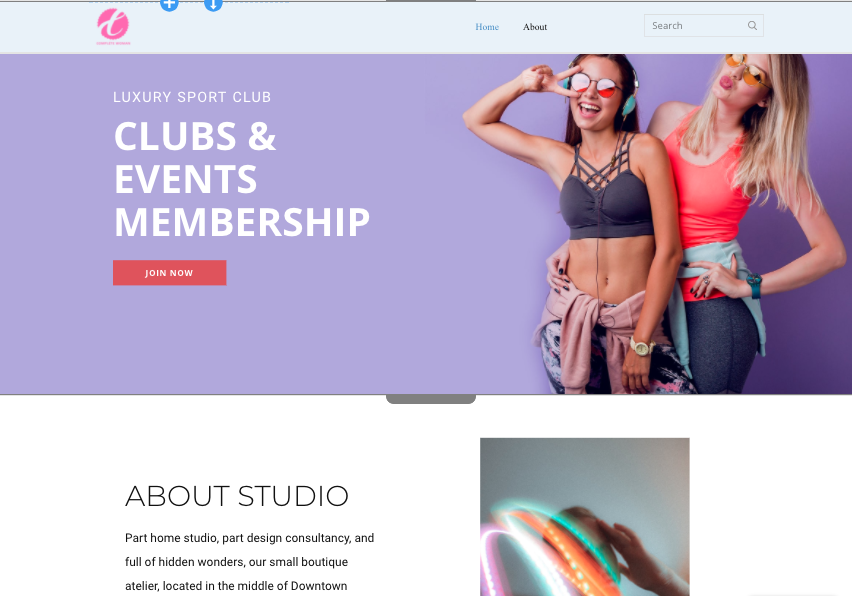 Home
About
Search
LUXURY SPORT CLUB
CLUBS &
EVENTS
MEMBERSHIP
JOIN NOW
ABOUT STUDIO
Part home studio, part design consultancy, and
full of hidden wonders, our small boutique
atelier, located in the middle of Downtown